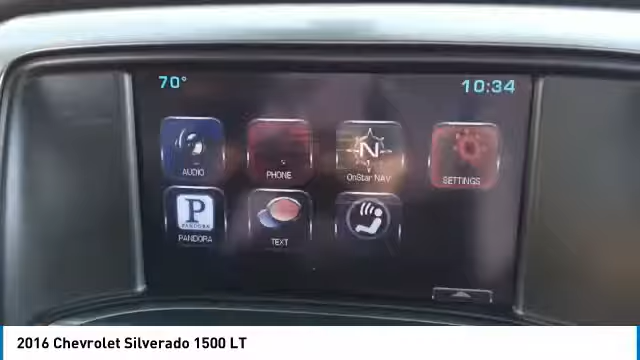 70° 10:34
AUDIO PHONE OnStar NAV SETTINGS
N
P
PANDORA
PANDORA TEXT
2016 Chevrolet Silverado 1500 LT